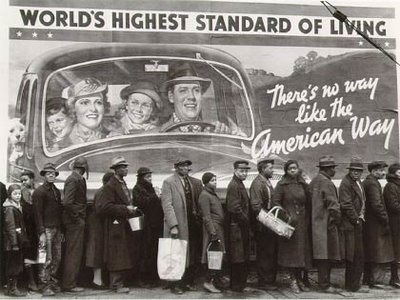 WORLD'S HIGHEST STANDARD OF LIVING
There's no way
like the
American Way